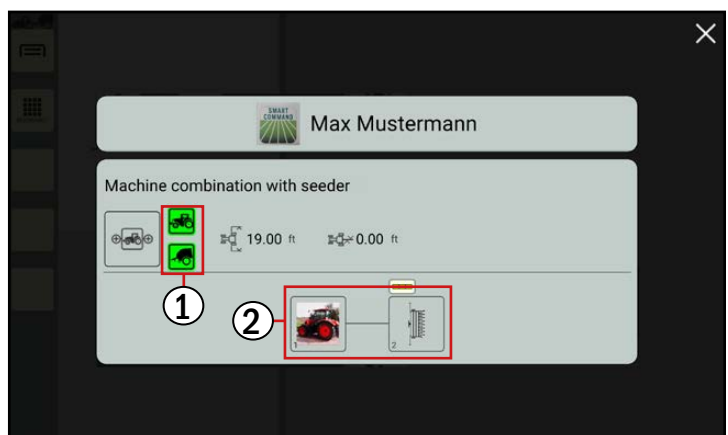 SMART
COMMAND
Max Mustermann
Machine combination with seeder
19.00 ft
0.00 ft
1
2
1
2